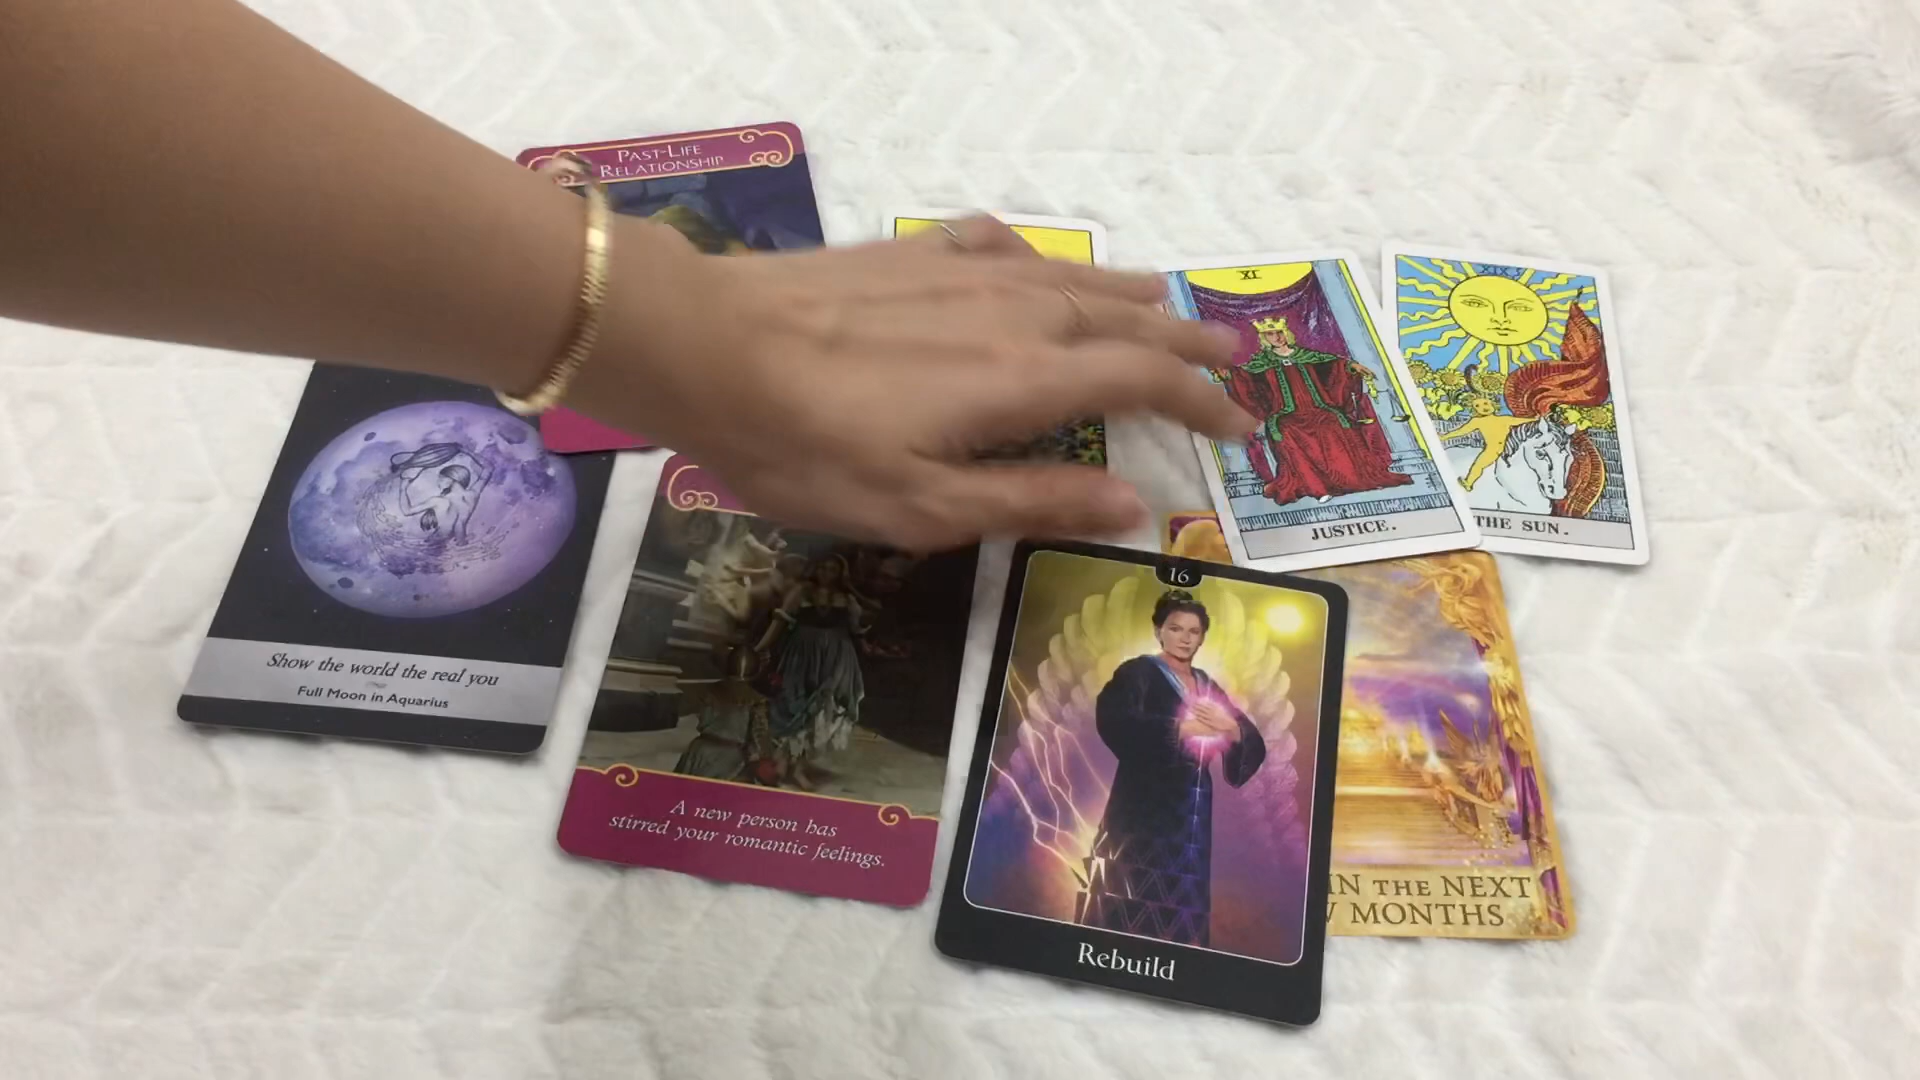 PAST-LIFE
RELATIONSHIP
XI
JUSTICE.
THE SUN.
Show the world the real you
Full Moon in Aquarius
A new person has
stirred your romantic feelings.
16
Rebuild
IN THE NEXT
MONTHS